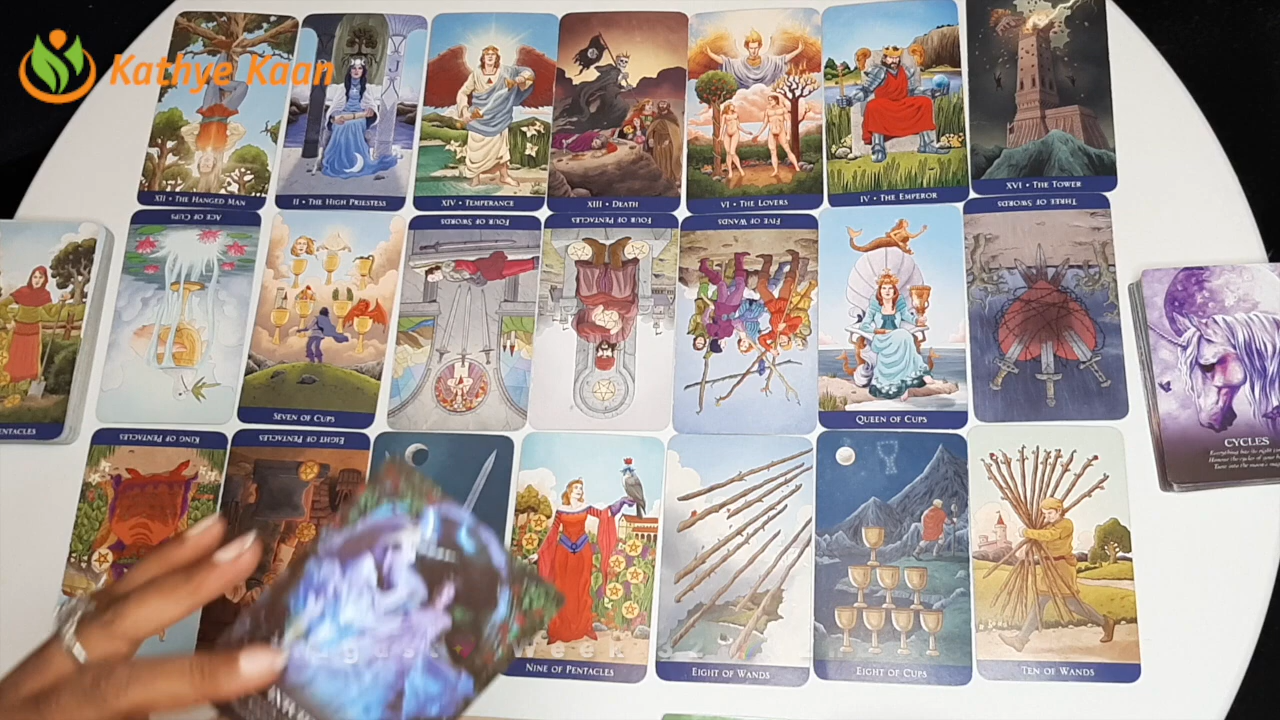 Kathye Kaan
XII • THE HANGED MAN
II • THE HIGH PRIESTESS
XIV • TEMPERANCE
XIII • DEATH
VI • THE LOVERS
IV • THE EMPEROR
XVI • THE TOWER
ACE OF CUPS
SEVEN OF CUPS
FOUR OF SWORDS
FOUR OF PENTACLES
FIVE OF WANDS
QUEEN OF CUPS
THREE OF SWORDS
PENTACLES
CYCLES
KING OF PENTACLES
EIGHT OF PENTACLES
NINE OF PENTACLES
EIGHT OF WANDS
EIGHT OF CUPS
TEN OF WANDS
August week 32